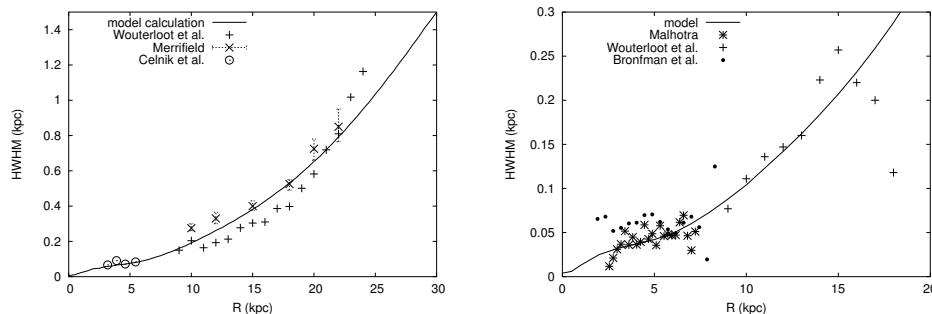 1.4
1.2
1
0.8
0.6
0.4
0.2
0
HWHM (kpc)
model calculation
Wouterloot et al.
Merrifield
Celnik et al.
0 5 10 15 20 25 30
R (kpc)
0.3
0.25
0.2
0.15
0.1
0.05
0
HWHM (kpc)
model
Malhotra
Wouterloot et al.
Bronfman et al.
0 5 10 15 20
R (kpc)